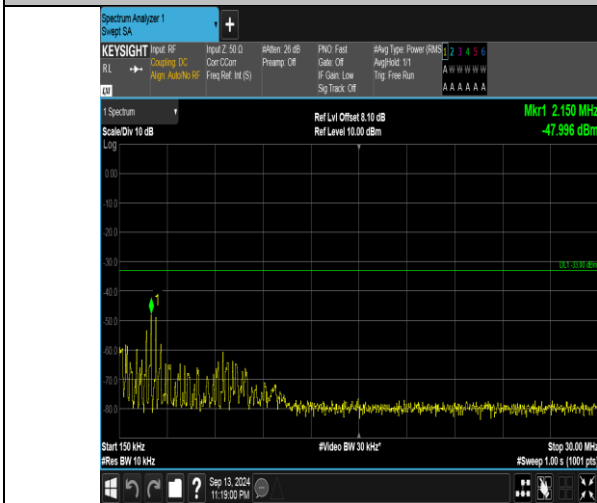 Spectrum Analyzer 1
Swept SA
+
KEYSIGHT Input: RF Input Z: 50 Ω #Atten: 26 dB PNO: Fast #Avg Type: Power (RMS 1 2 3 4 5 6
RL Coupling: DC Corr CCorr Preamp: Off Gate: Off Avg|Hold: 1/1 A W W W W W
Align: Auto/No RF Freq Ref: Int (S) IF Gain: Low Trig: Free Run
Sig Track: Off A A A A A A
1 Spectrum Ref Lvl Offset 8.10 dB Mkr1 2.150 MHz
Scale/Div 10 dB Ref Level 10.00 dBm -47.996 dBm
Log
0.00
-10.0
-20.0
-30.0
DL1 -33.00 dBm
-40.0
1
-50.0
-60.0
-70.0
-80.0
Start 150 kHz #Video BW 30 kHz* Stop 30.00 MHz
#Res BW 10 kHz #Sweep 1.00 s (1001 pts)
? Sep 13, 2024
11:19:00 PM